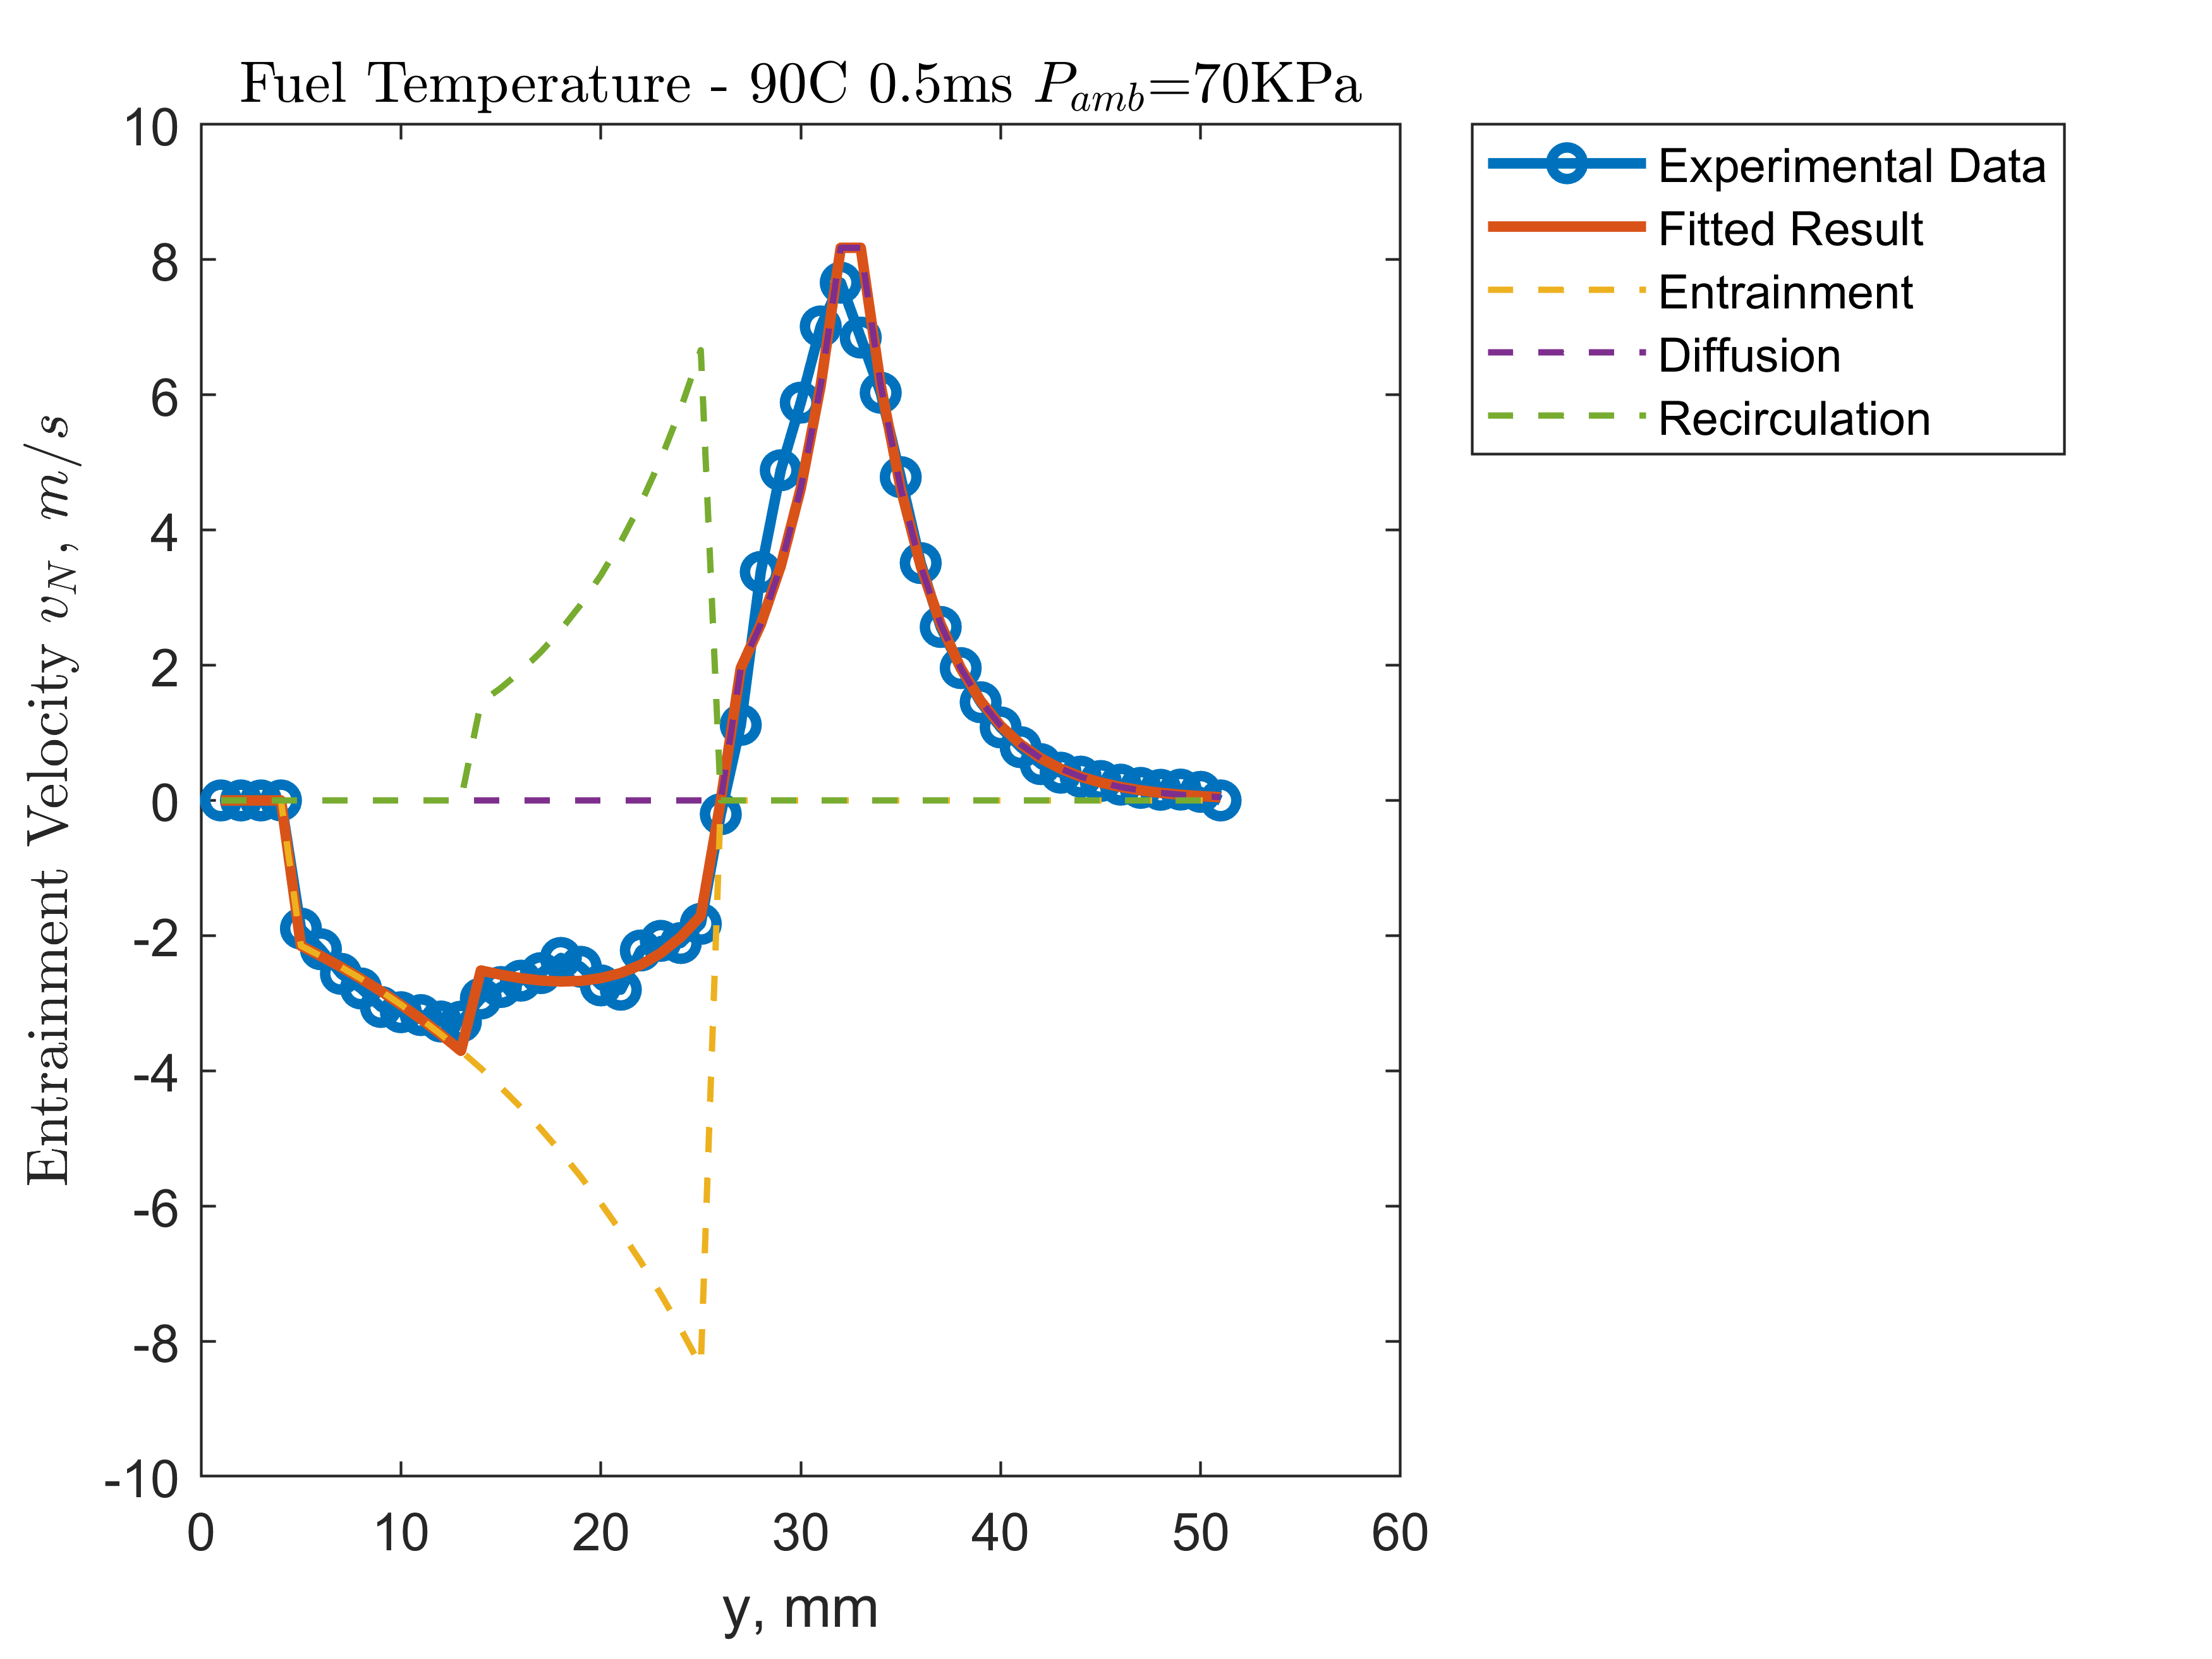 Fuel Temperature - 90C 0.5ms P_amb=70KPa
Entrainment Velocity v_N, m/s
10
8
6
4
2
0
-2
-4
-6
-8
-10
0 10 20 30 40 50 60
y, mm
Experimental Data
Fitted Result
Entrainment
Diffusion
Recirculation